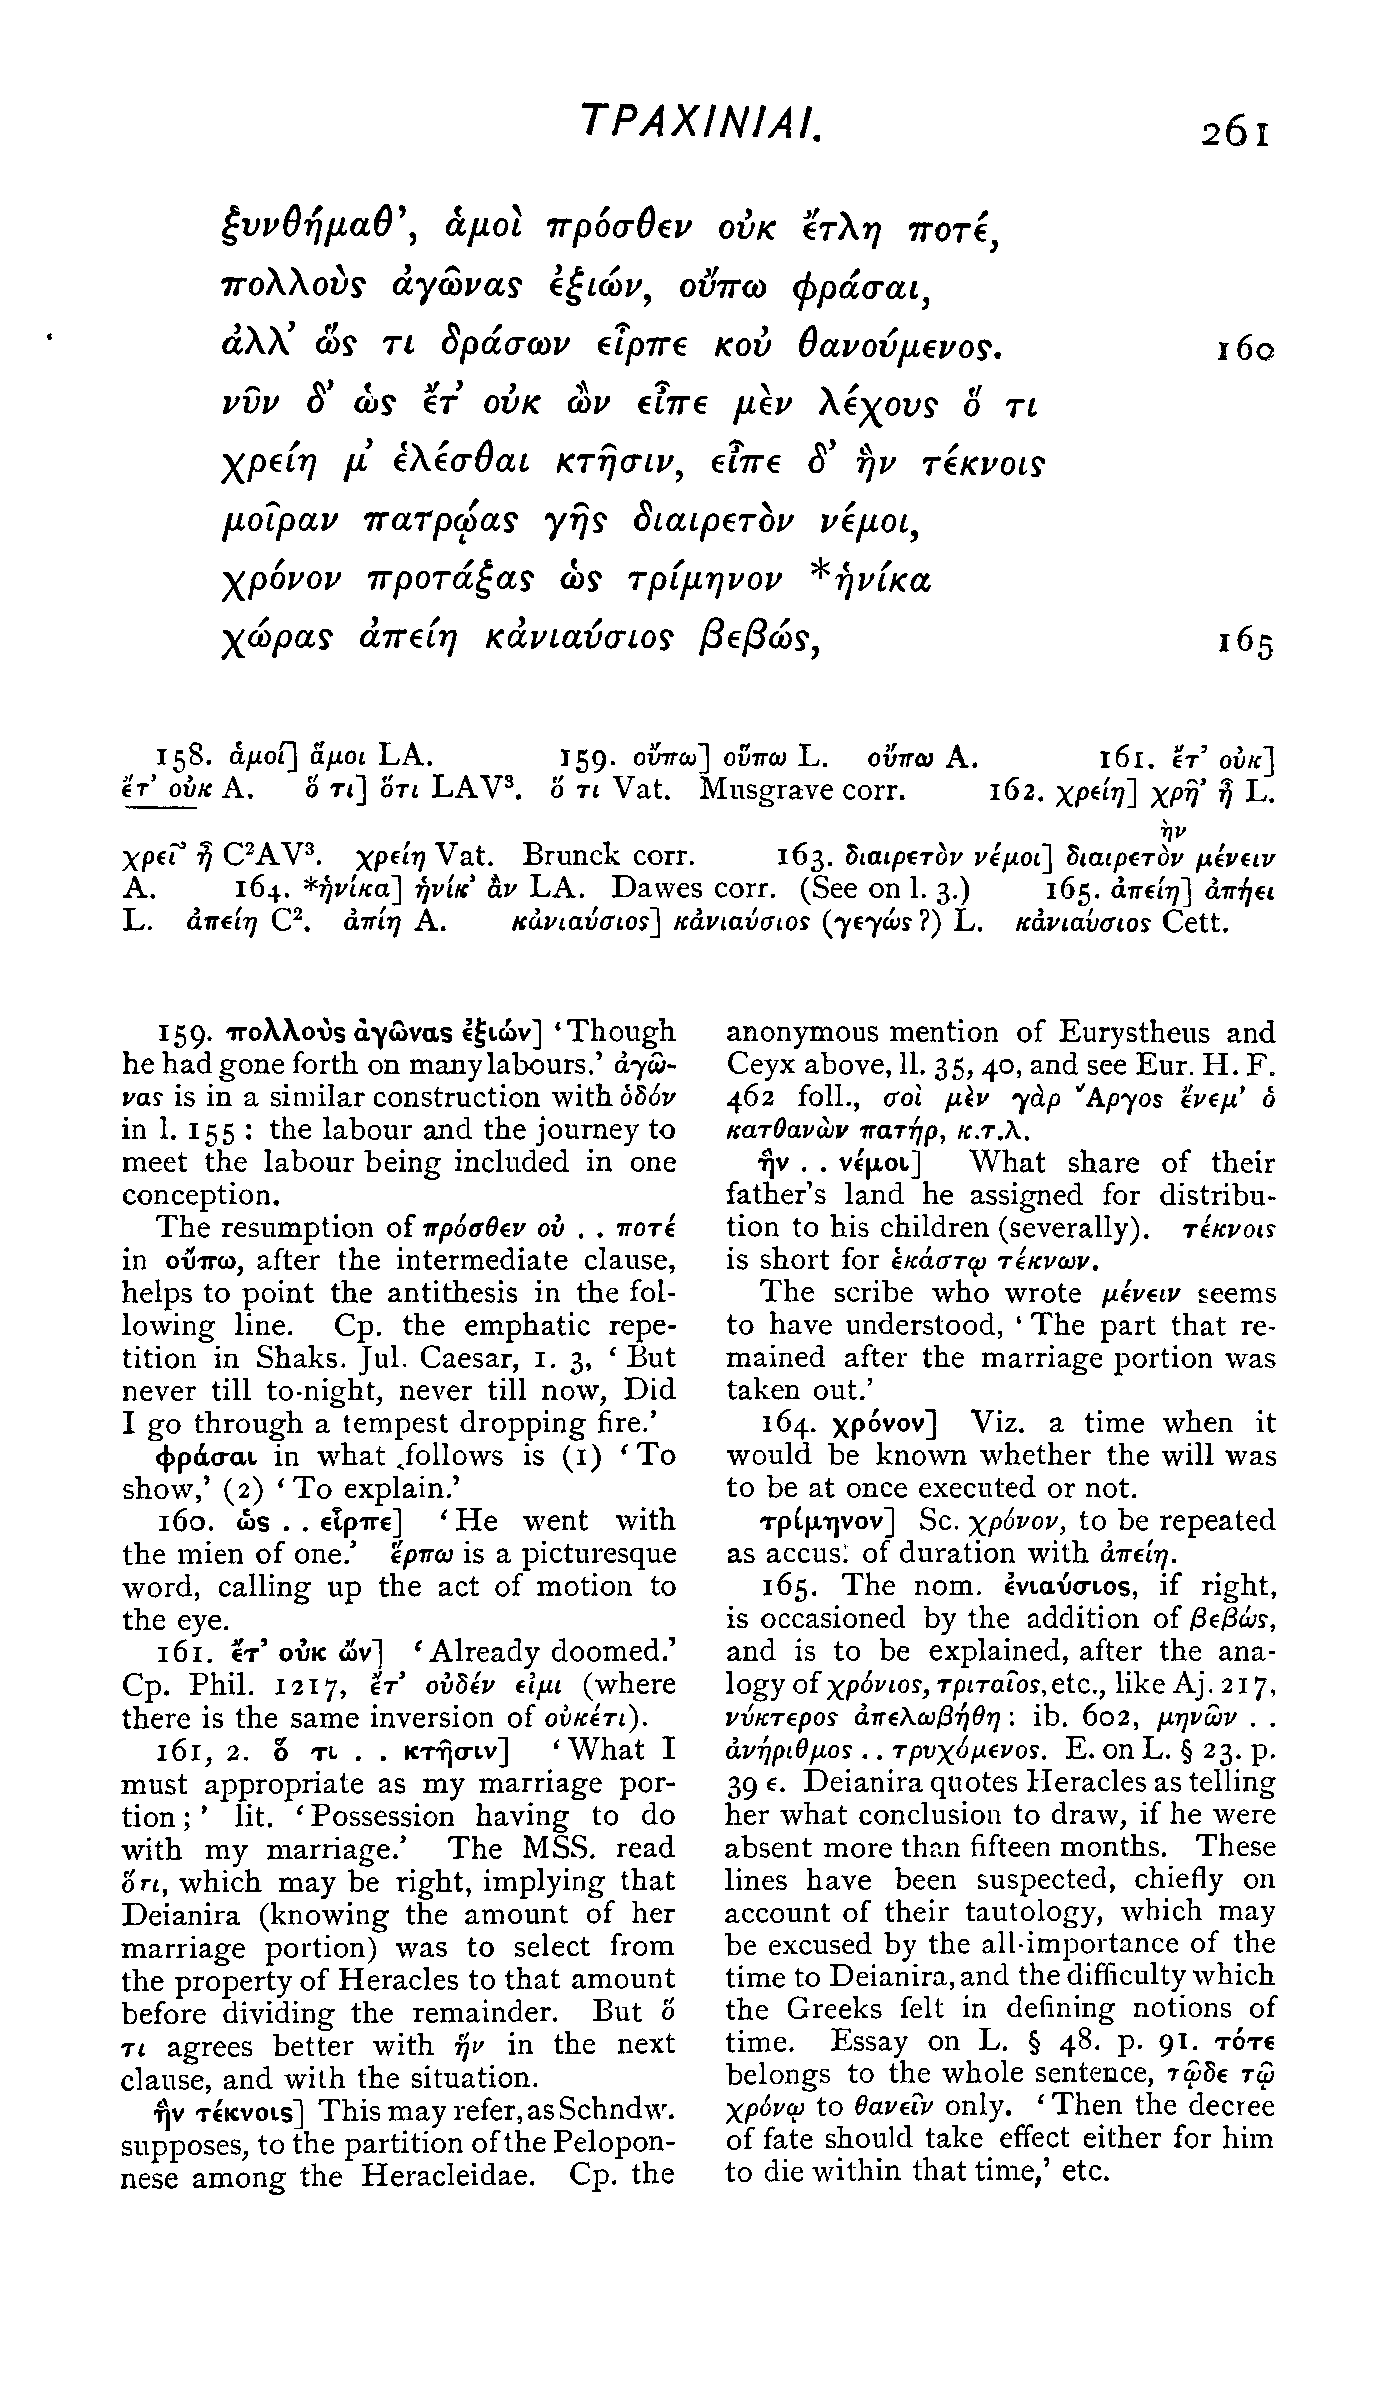 ΤΡΑΧΙΝΙΑΙ.
261
ξυνθήμαθ’, ἁμοὶ πρόσθεν οὐκ ἔτλη ποτέ,
πολλοὺς ἀγῶνας ἐξιών, οὔπω φράσαι,
ἀλλ’ ὥς τι δράσων εἷρπε κοὐ θανούμενος.
160
νῦν δ’ ὡς ἔτ’ οὐκ ὢν εἶπε μὲν λέχους ὅ τι
χρείη μ’ ἑλέσθαι κτῆσιν, εἶπε δ’ ἣν τέκνοις
μοῖραν πατρῴας γῆς διαιρετὸν νέμοι,
χρόνον προτάξας ὡς τρίμηνον *ἡνίκα
χώρας ἀπείη κἀνιαύσιος βεβώς,
165
158. ἁμοί] ἅμοι LA. 159. οὔπω] οὕπω L. οὔπω A. 161. ἔτ’ οὐκ]
ἔτ’ οὐκ A. ὅ τι] ὅτι LAV³. ὅ τι Vat. Musgrave corr. 162. χρείη] χρῆ’ ἢ L.
ην
χρεῖ’ ἢ C²AV³. χρείη Vat. Brunck corr. 163. διαιρετὸν νέμοι] διαιρετὸν μένειν
A. 164. *ἡνίκα] ἡνίκ’ ἂν LA. Dawes corr. (See on l. 3.) 165. ἀπείη] ἀπήει
L. ἀπείη C². ἀπίη A. κἀνιαύσιος] κἀνιαύσιος (γεγώς ?) L. κἀνιαύσιος Cett.
159. πολλοὺς ἀγῶνας ἐξιών] ‘Though
he had gone forth on many labours.’ ἀγῶ-
νας is in a similar construction with ὁδόν
in l. 155 : the labour and the journey to
meet the labour being included in one
conception.
The resumption of πρόσθεν οὐ . . ποτέ
in οὔπω, after the intermediate clause,
helps to point the antithesis in the fol-
lowing line. Cp. the emphatic repe-
tition in Shaks. Jul. Caesar, 1. 3, ‘ But
never till to-night, never till now, Did
I go through a tempest dropping fire.’
φράσαι in what follows is (1) ‘ To
show,’ (2) ‘ To explain.’
160. ὡς . . εἷρπε] ‘He went with
the mien of one.’ ἕρπω is a picturesque
word, calling up the act of motion to
the eye.
161. ἔτ’ οὐκ ὤν] ‘Already doomed.’
Cp. Phil. 1217, ἔτ’ οὐδέν εἰμι (where
there is the same inversion of οὐκέτι).
161, 2. ὅ τι . . κτῆσιν] ‘What I
must appropriate as my marriage por-
tion ;’ lit. ‘Possession having to do
with my marriage.’ The MSS. read
ὅτι, which may be right, implying that
Deianira (knowing the amount of her
marriage portion) was to select from
the property of Heracles to that amount
before dividing the remainder. But ὅ
τι agrees better with ἥν in the next
clause, and with the situation.
ἣν τέκνοις] This may refer, as Schndw.
supposes, to the partition of the Pelopon-
nese among the Heracleidae. Cp. the
anonymous mention of Eurystheus and
Ceyx above, ll. 35, 40, and see Eur. H. F.
462 foll., σοὶ μὲν γὰρ Ἄργος ἔνεμ’ ὁ
κατθανὼν πατήρ, κ.τ.λ.
ἣν . . νέμοι] What share of their
father’s land he assigned for distribu-
tion to his children (severally). τέκνοις
is short for ἑκάστῳ τέκνων.
The scribe who wrote μένειν seems
to have understood, ‘ The part that re-
mained after the marriage portion was
taken out.’
164. χρόνον] Viz. a time when it
would be known whether the will was
to be at once executed or not.
τρίμηνον] Sc. χρόνον, to be repeated
as accus. of duration with ἀπείη.
165. The nom. ἐνιαύσιος, if right,
is occasioned by the addition of βεβώς,
and is to be explained, after the ana-
logy of χρόνιος, τριταῖος, etc., like Aj. 217,
νύκτερος ἀπελωβήθη : ib. 602, μηνῶν . .
ἀνήριθμος . . τρυχόμενος. E. on L. § 23. p.
39 ε. Deianira quotes Heracles as telling
her what conclusion to draw, if he were
absent more than fifteen months. These
lines have been suspected, chiefly on
account of their tautology, which may
be excused by the all-importance of the
time to Deianira, and the difficulty which
the Greeks felt in defining notions of
time. Essay on L. § 48. p. 91. τότε
belongs to the whole sentence, τῷδε τῷ
χρόνῳ to θανεῖν only. ‘Then the decree
of fate should take effect either for him
to die within that time,’ etc.